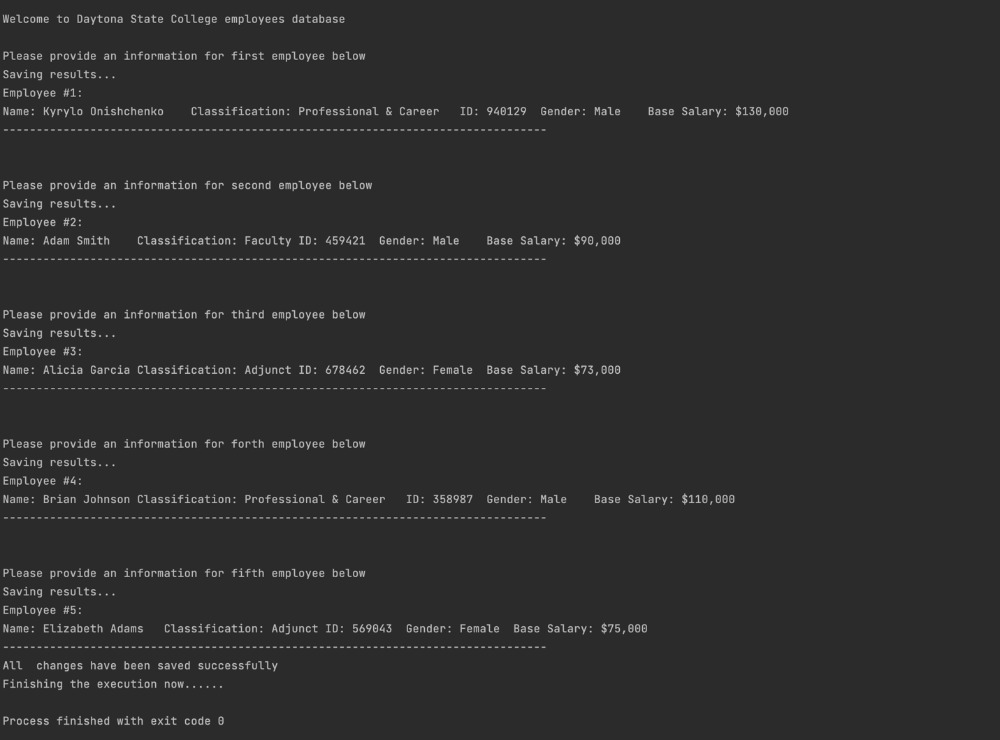 Welcome to Daytona State College employees database
Please provide an information for first employee below
Saving results...
Employee #1:
Name: Kyrylo Onishchenko    Classification: Professional & Career   ID: 940129  Gender: Male    Base Salary: $130,000
---------------------------------------------------------------------------------
Please provide an information for second employee below
Saving results...
Employee #2:
Name: Adam Smith    Classification: Faculty ID: 459421  Gender: Male    Base Salary: $90,000
---------------------------------------------------------------------------------
Please provide an information for third employee below
Saving results...
Employee #3:
Name: Alicia Garcia Classification: Adjunct ID: 678462  Gender: Female  Base Salary: $73,000
---------------------------------------------------------------------------------
Please provide an information for forth employee below
Saving results...
Employee #4:
Name: Brian Johnson Classification: Professional & Career   ID: 358987  Gender: Male    Base Salary: $110,000
---------------------------------------------------------------------------------
Please provide an information for fifth employee below
Saving results...
Employee #5:
Name: Elizabeth Adams   Classification: Adjunct ID: 569043  Gender: Female  Base Salary: $75,000
---------------------------------------------------------------------------------
All  changes have been saved successfully
Finishing the execution now......
Process finished with exit code 0